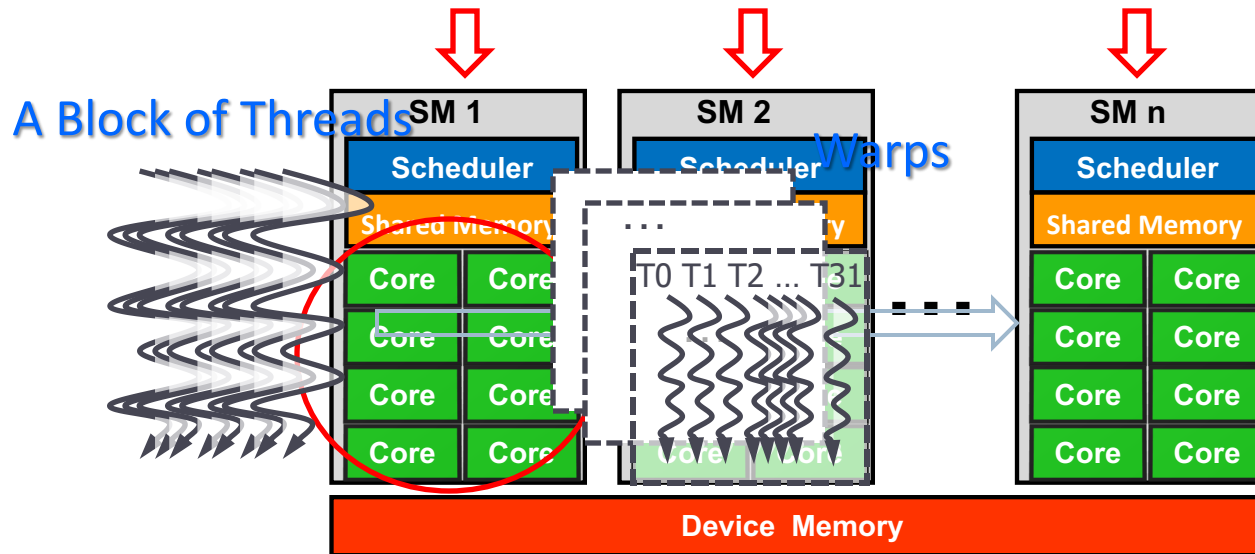 A Block of Threads
SM 1
Scheduler
Shared Memory
Core Core
Core Core
Core Core
Core Core
SM 2
Scheduler
Warps
...
T0 T1 T2 ... T31
...
Core Core
SM n
Scheduler
Shared Memory
Core Core
Core Core
Core Core
Core Core
Device Memory